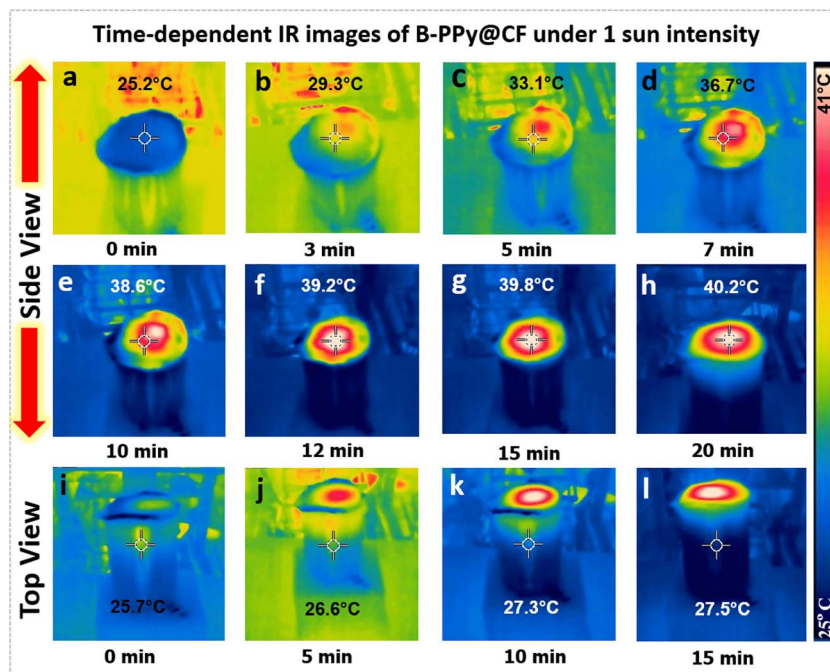 Time-dependent IR images of B-PPy@CF under 1 sun intensity
a
25.2°C
0 min
b
29.3°C
3 min
c
33.1°C
5 min
d
36.7°C
7 min
Side View
e
38.6°C
10 min
f
39.2°C
12 min
g
39.8°C
15 min
h
40.2°C
20 min
Top View
i
25.7°C
0 min
j
26.6°C
5 min
k
27.3°C
10 min
l
27.5°C
15 min
41°C
25°C